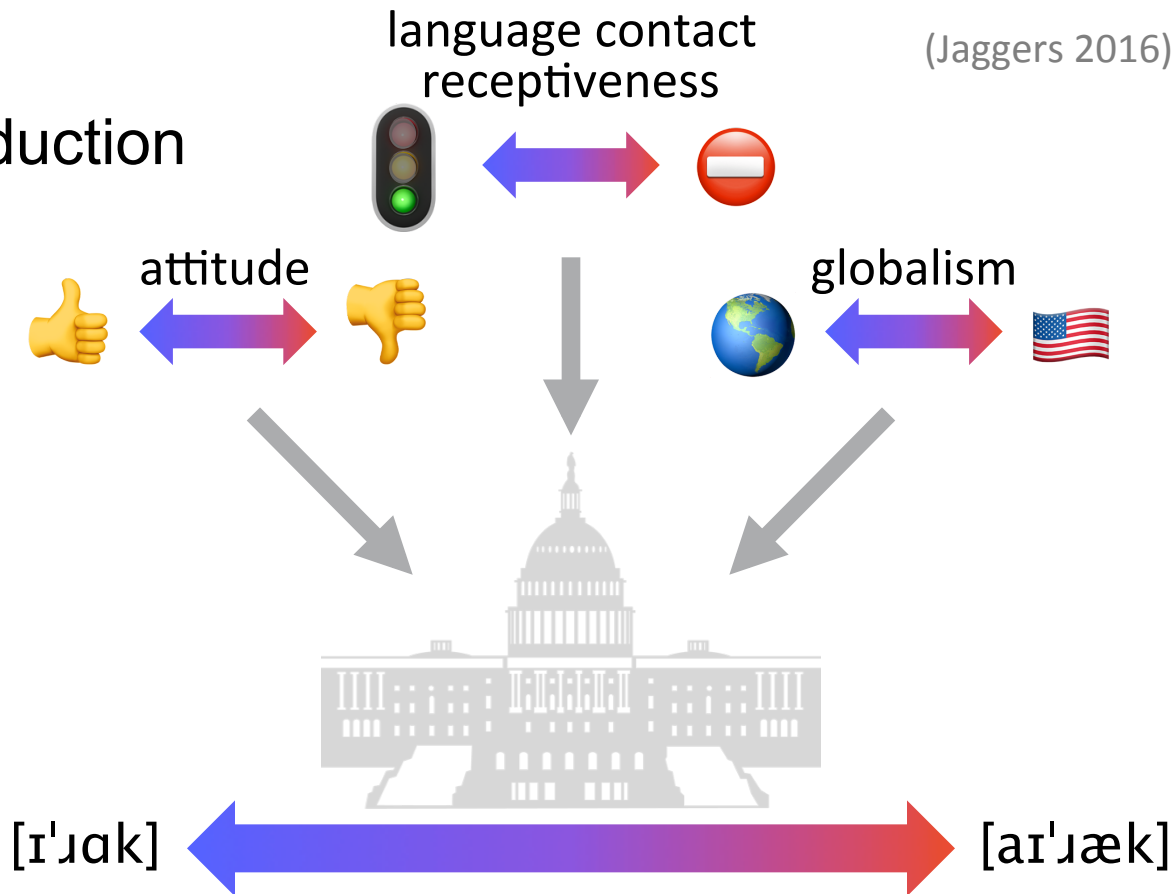 language contact
receptiveness
(Jaggers 2016)
duction
attitude
globalism
[ɪˈɹɑk]
[aɪˈɹæk]